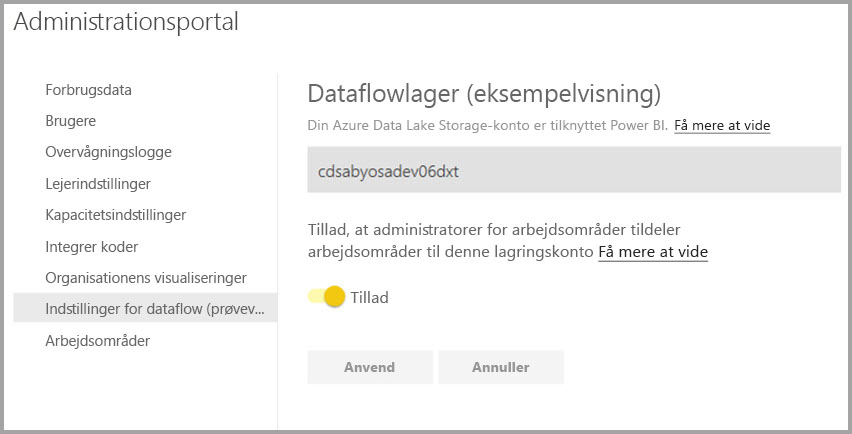 Administrationsportal
Forbrugsdata
Brugere
Overvågningslogge
Lejerindstillinger
Kapacitetsindstillinger
Integrer koder
Organisationens visualiseringer
Indstillinger for dataflow (prøvev...
Arbejdsområder
Dataflowlager (eksempelvisning)
Din Azure Data Lake Storage-konto er tilknyttet Power BI. Få mere at vide
cdsabyosadev06dxt
Tillad, at administratorer for arbejdsområder tildeler
arbejdsområder til denne lagringskonto Få mere at vide
Tillad
Anvend Annuller